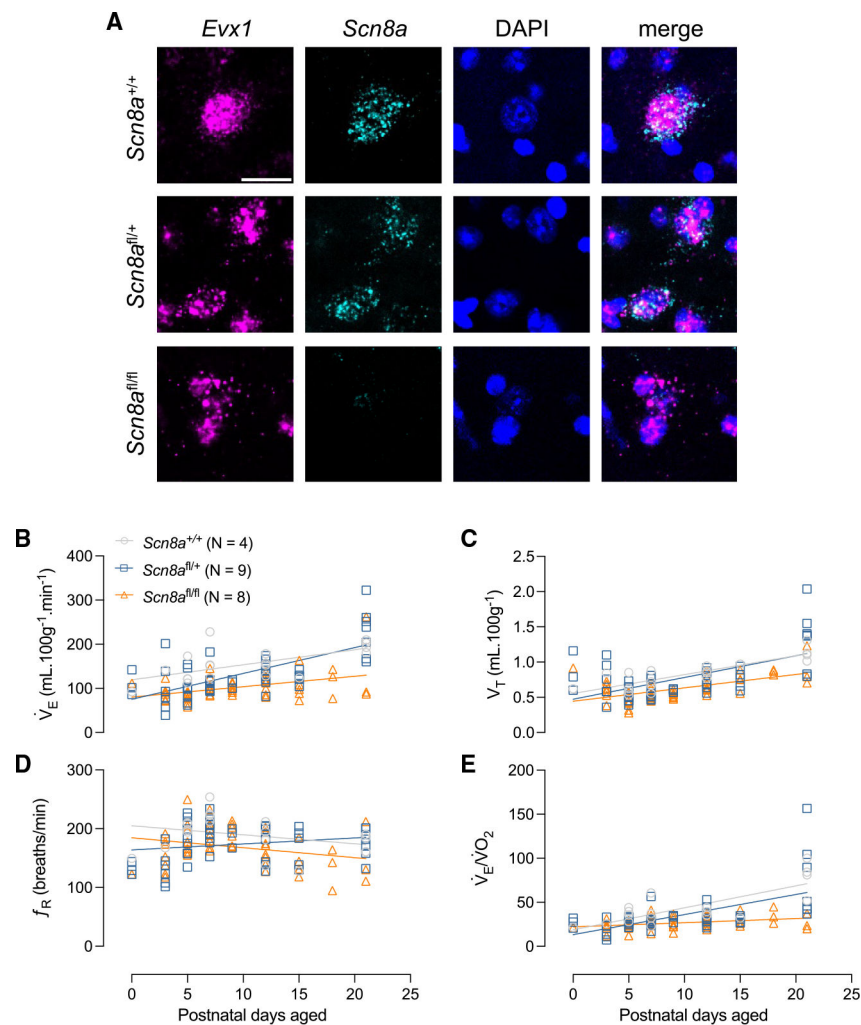 A
Evx1 Scn8a DAPI merge
Scn8a+/+
Scn8afl/+
Scn8afl/fl
B
Scn8a+/+ (N = 4)
Scn8afl/+ (N = 9)
Scn8afl/fl (N = 8)
V̇E (mL.100g-1.min-1)
400
300
200
100
0
C
VT (mL.100g-1)
2.5
2.0
1.5
1.0
0.5
0.0
D
fR (breaths/min)
300
200
100
0
0 5 10 15 20 25
Postnatal days aged
E
V̇E/V̇O2
200
150
100
50
0
0 5 10 15 20 25
Postnatal days aged